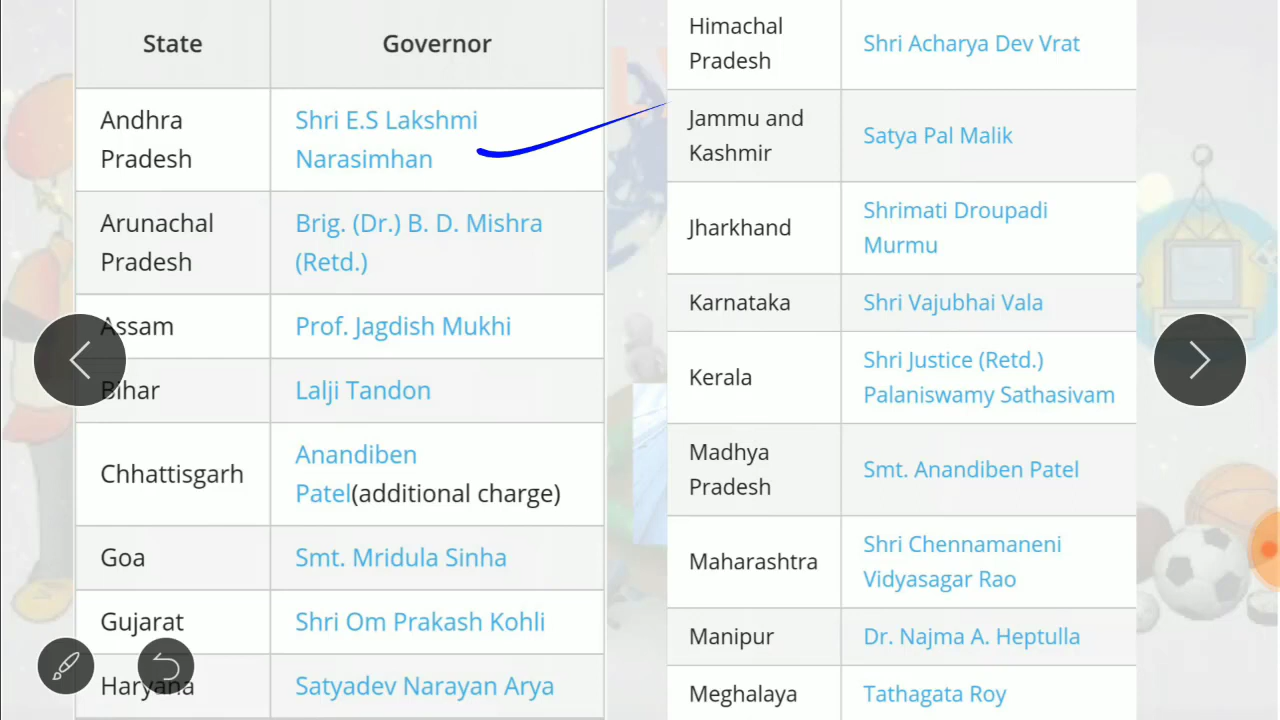 State Governor
Andhra Shri E.S Lakshmi
Pradesh Narasimhan
Arunachal Brig. (Dr.) B. D. Mishra
Pradesh (Retd.)
Assam Prof. Jagdish Mukhi
Bihar Lalji Tandon
Chhattisgarh Anandiben
Patel(additional charge)
Goa Smt. Mridula Sinha
Gujarat Shri Om Prakash Kohli
Haryana Satyadev Narayan Arya
Himachal
Pradesh Shri Acharya Dev Vrat
Jammu and
Kashmir Satya Pal Malik
Jharkhand Shrimati Droupadi
Murmu
Karnataka Shri Vajubhai Vala
Kerala Shri Justice (Retd.)
Palaniswamy Sathasivam
Madhya
Pradesh Smt. Anandiben Patel
Maharashtra Shri Chennamaneni
Vidyasagar Rao
Manipur Dr. Najma A. Heptulla
Meghalaya Tathagata Roy